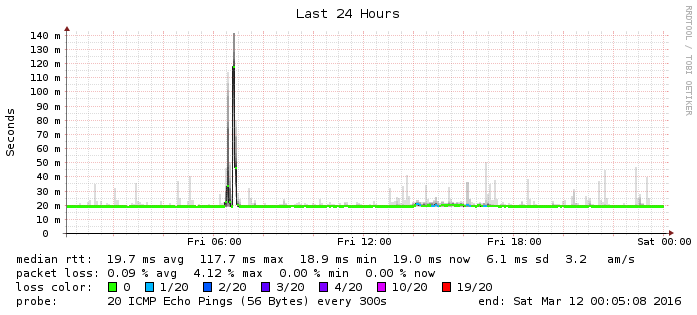 Last 24 Hours
RRDTOOL / TOBI OETIKER
140 m
130 m
120 m
110 m
100 m
90 m
80 m
70 m
60 m
50 m
40 m
30 m
20 m
10 m
0
Seconds
Fri 06:00 Fri 12:00 Fri 18:00 Sat 00:00
median rtt: 19.7 ms avg 117.7 ms max 18.9 ms min 19.0 ms now 6.1 ms sd 3.2 am/s
packet loss: 0.09 % avg 4.12 % max 0.00 % min 0.00 % now
loss color: 0 1/20 2/20 3/20 4/20 10/20 19/20
probe: 20 ICMP Echo Pings (56 Bytes) every 300s end: Sat Mar 12 00:05:08 2016